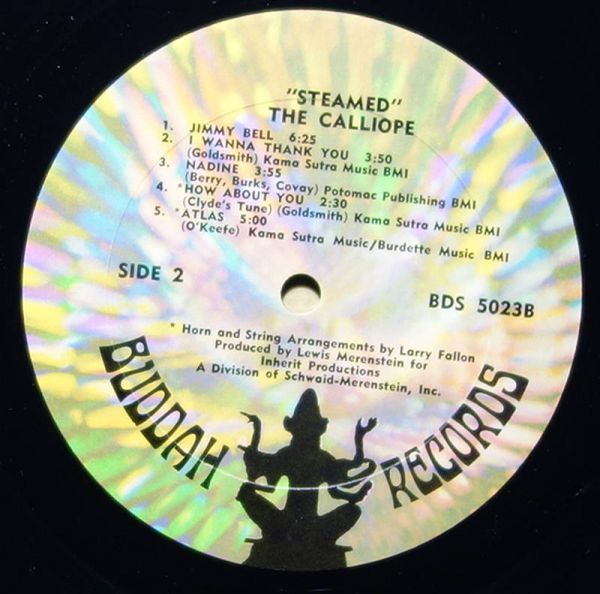 "STEAMED"
THE CALLIOPE
1. JIMMY BELL 6:25
2. I WANNA THANK YOU 3:50
(Goldsmith) Kama Sutra Music BMI
3. NADINE 3:55
(Berry, Burks, Covay) Potomac Publishing BMI
4. *HOW ABOUT YOU 2:30
(Clyde's Tune) (Goldsmith) Kama Sutra Music BMI
5. *ATLAS 5:00
(O'Keefe) Kama Sutra Music/Burdette Music BMI
SIDE 2
BDS 5023B
* Horn and String Arrangements by Larry Fallon
Produced by Lewis Merenstein for
Inherit Productions
A Division of Schwaid-Merenstein, Inc.
BUDDAH RECORDS